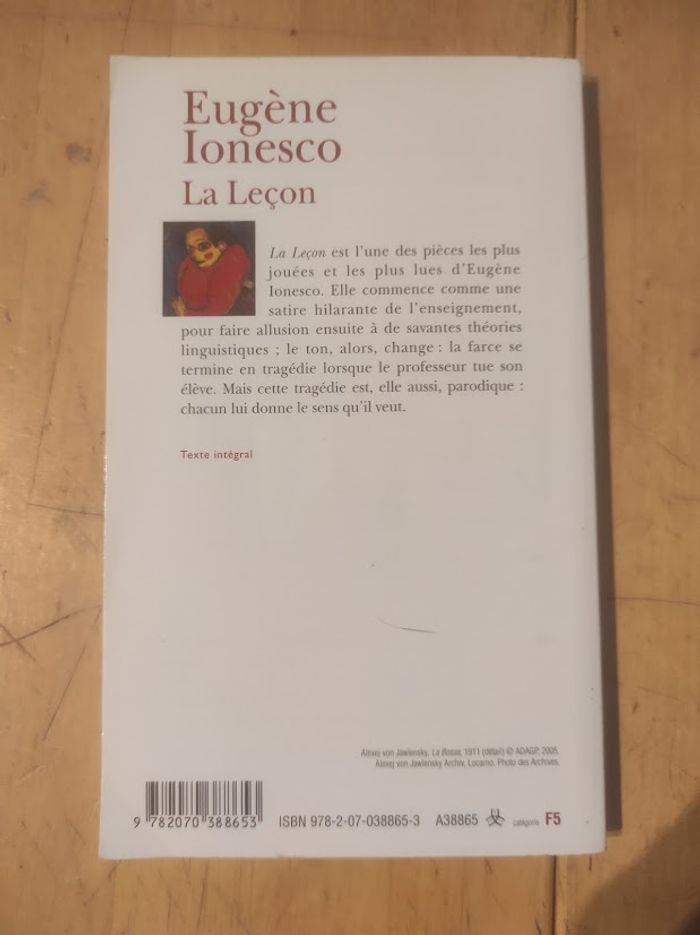 Eugène
Ionesco
La Leçon
La Leçon est l'une des pièces les plus
jouées et les plus lues d'Eugène
Ionesco. Elle commence comme une
satire hilarante de l'enseignement,
pour faire allusion ensuite à de savantes théories
linguistiques ; le ton, alors, change : la farce se
termine en tragédie lorsque le professeur tue son
élève. Mais cette tragédie est, elle aussi, parodique :
chacun lui donne le sens qu'il veut.
Texte intégral
Alexej von Jawlensky, La Bossue, 1911 (détail) © ADAGP, 2005.
Alexej von Jawlensky Archiv, Locarno. Photo des Archives.
9 782070 388653
ISBN 978-2-07-038865-3 A38865 catégorie F5